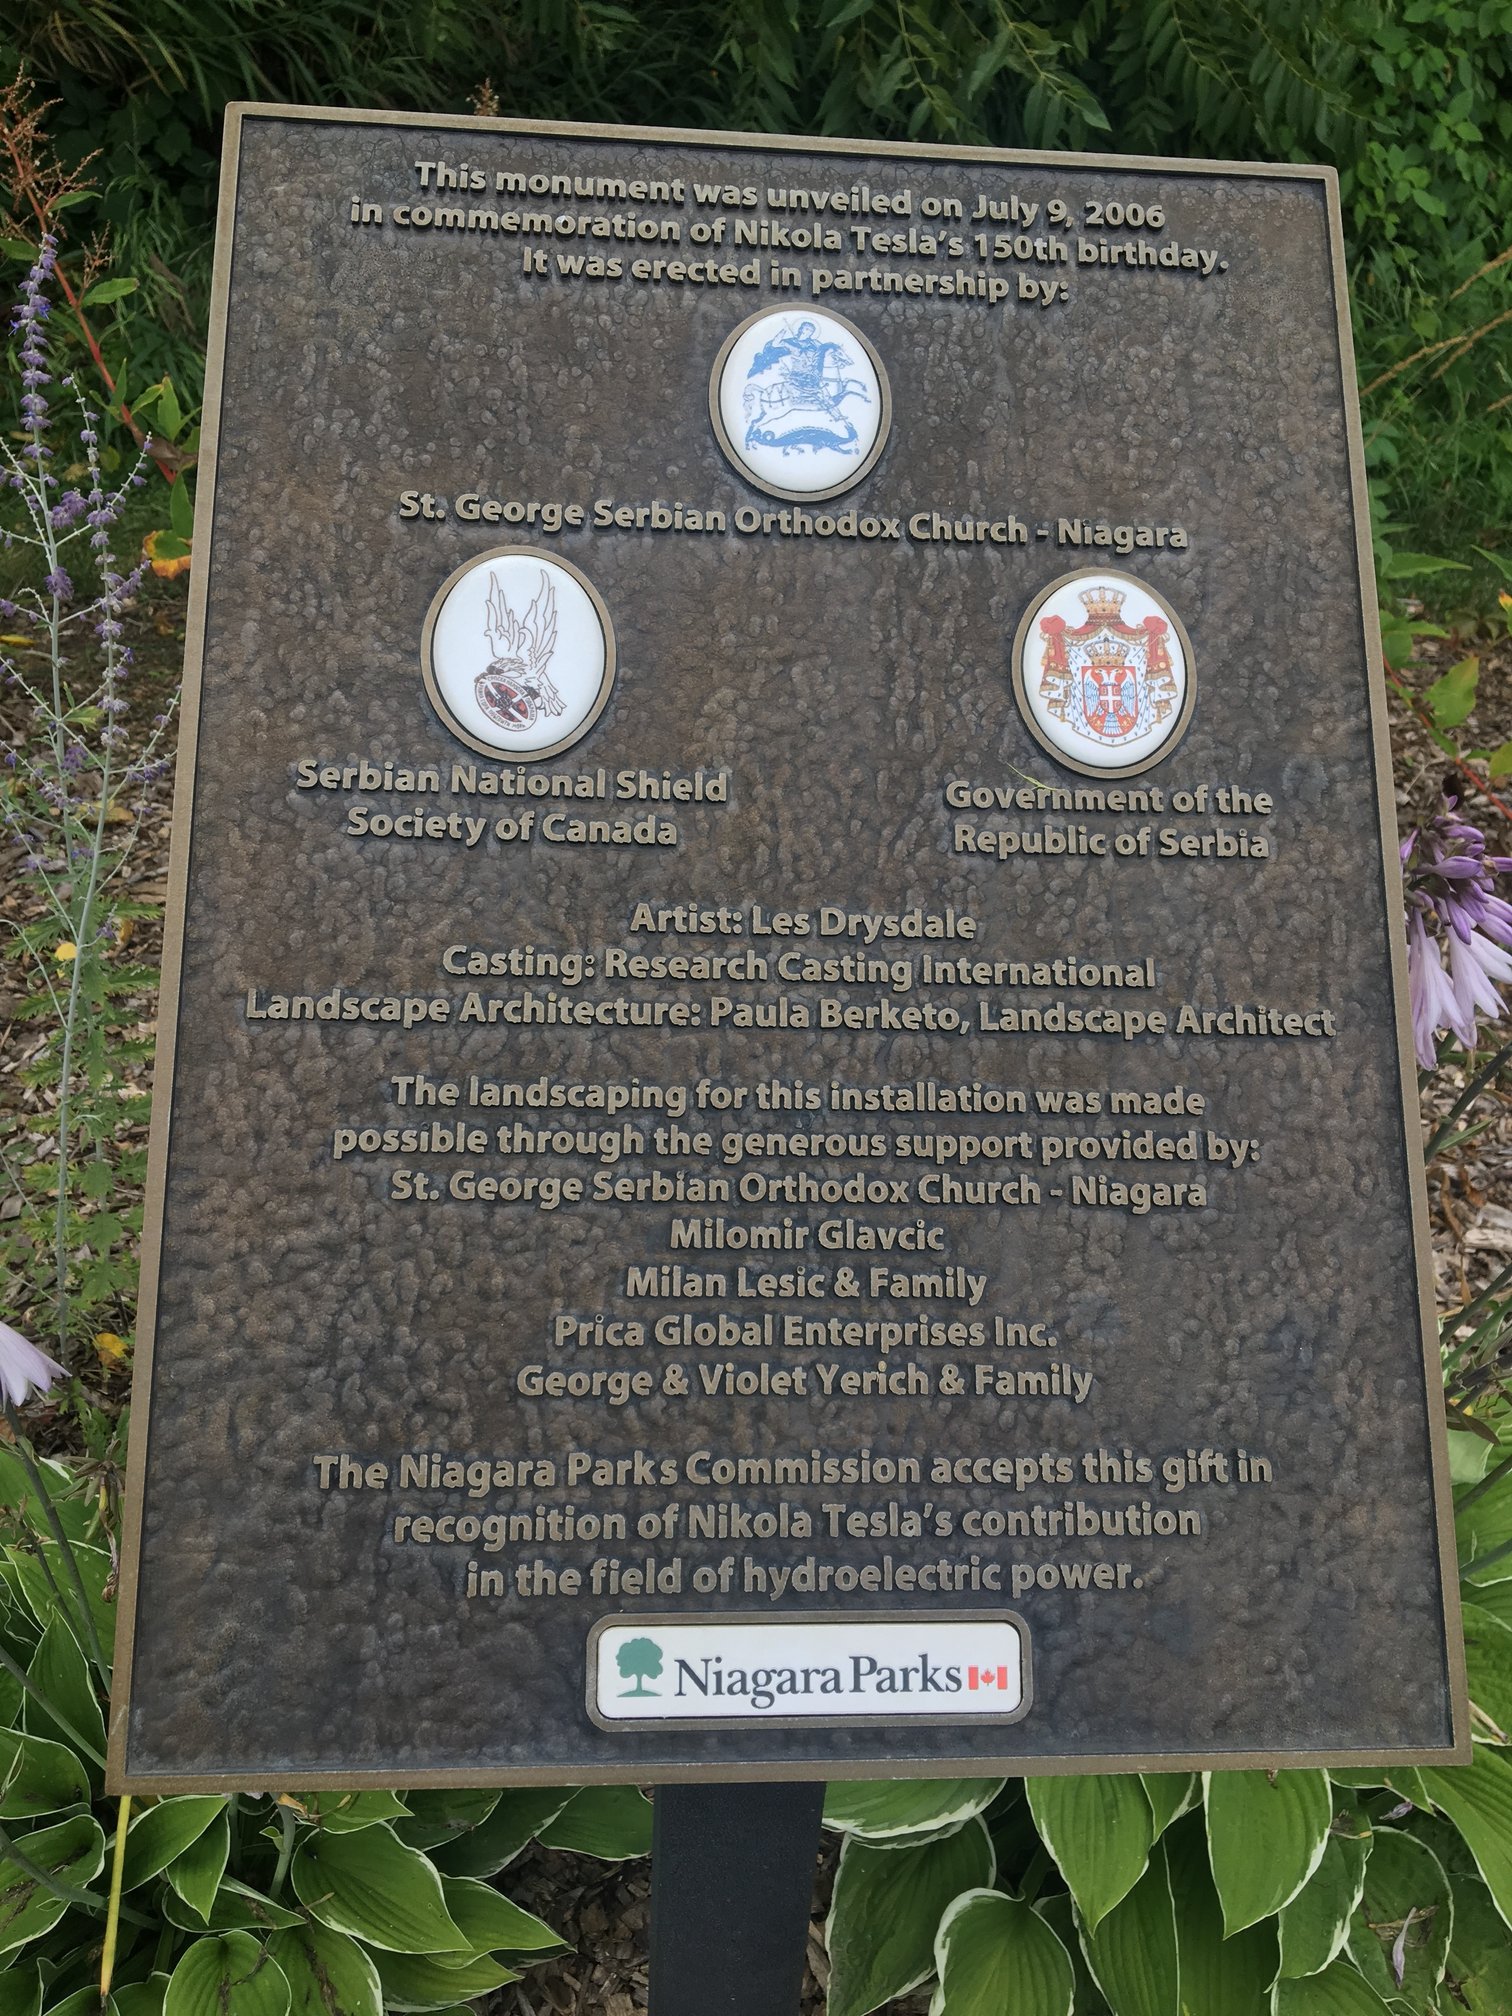 This monument was unveiled on July 9, 2006
in commemoration of Nikola Tesla's 150th birthday.
It was erected in partnership by:
St. George Serbian Orthodox Church - Niagara
Serbian National Shield
Society of Canada
Government of the
Republic of Serbia
Artist: Les Drysdale
Casting: Research Casting International
Landscape Architecture: Paula Berketo, Landscape Architect
The landscaping for this installation was made
possible through the generous support provided by:
St. George Serbian Orthodox Church - Niagara
Milomir Glavcic
Milan Lesic & Family
Prica Global Enterprises Inc.
George & Violet Yerich & Family
The Niagara Parks Commission accepts this gift in
recognition of Nikola Tesla's contribution
in the field of hydroelectric power.
Niagara Parks